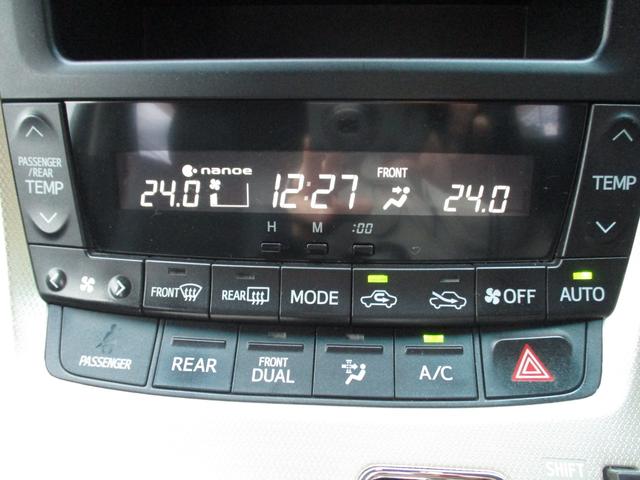 PASSENGER
/REAR
TEMP
nanoe
24.0
12:27
FRONT
24.0
TEMP
H M :00
FRONT
REAR
MODE
OFF
AUTO
PASSENGER
REAR
FRONT
DUAL
A/C
SHIFT